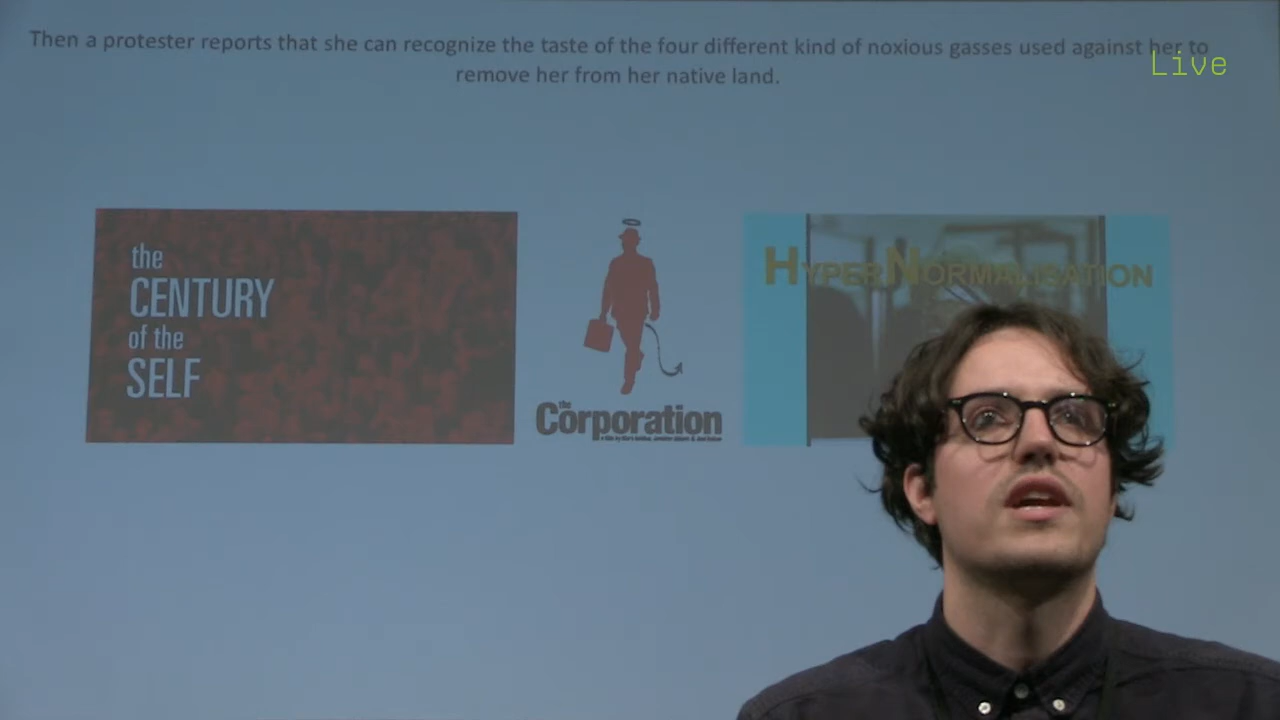 Then a protester reports that she can recognize the taste of the four different kind of noxious gasses used against her to
remove her from her native land.
Live
the
CENTURY
of the
SELF
the
Corporation
HYPERNORMALISATION